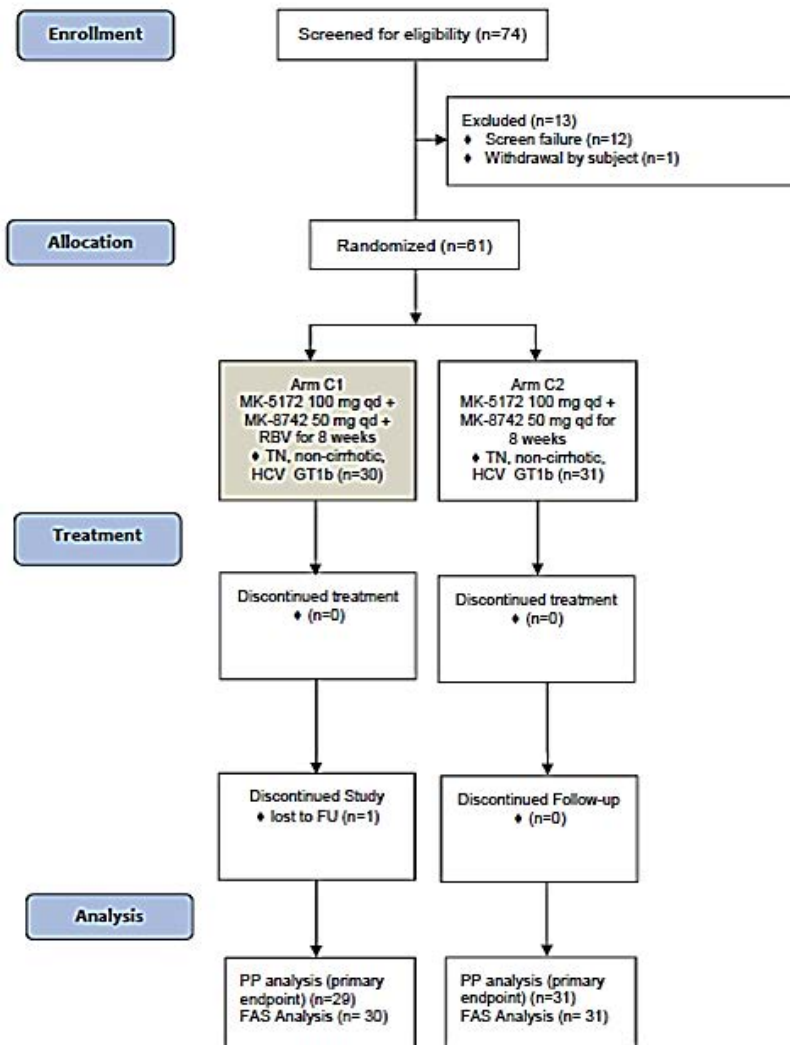 Enrollment
Screened for eligibility (n=74)
Excluded (n=13)
♦ Screen failure (n=12)
♦ Withdrawal by subject (n=1)
Allocation
Randomized (n=61)
Arm C1
MK-5172 100 mg qd +
MK-8742 50 mg qd +
RBV for 8 weeks
♦ TN, non-cirrhotic,
HCV GT1b (n=30)
Arm C2
MK-5172 100 mg qd +
MK-8742 50 mg qd for
8 weeks
♦ TN, non-cirrhotic,
HCV GT1b (n=31)
Treatment
Discontinued treatment
♦ (n=0)
Discontinued treatment
♦ (n=0)
Discontinued Study
♦ lost to FU (n=1)
Discontinued Follow-up
♦ (n=0)
Analysis
PP analysis (primary
endpoint) (n=29)
FAS Analysis (n= 30)
PP analysis (primary
endpoint) (n=31)
FAS Analysis (n= 31)